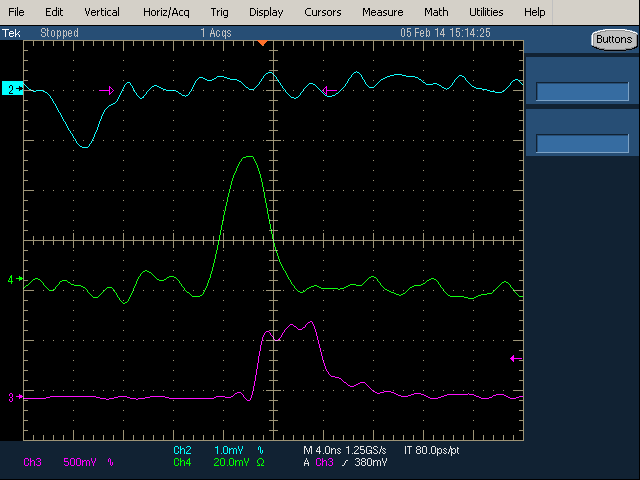 File Edit Vertical Horiz/Acq Trig Display Cursors Measure Math Utilities Help
Tek Stopped 1 Acqs 05 Feb 14 15:14:25
Buttons
2
4
3
Ch2 1.0mV % M 4.0ns 1.25GS/s IT 80.0ps/pt
Ch3 500mV % Ch4 20.0mV Ω A Ch3 380mV